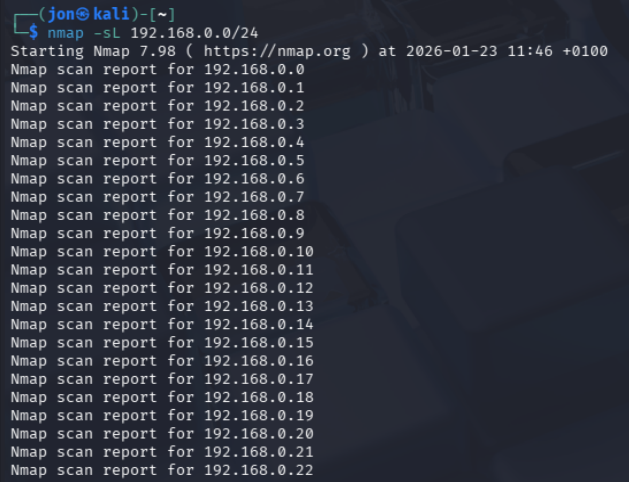 ┌──(jon㉿kali)-[~]
└─$ nmap -sL 192.168.0.0/24
Starting Nmap 7.98 ( https://nmap.org ) at 2026-01-23 11:46 +0100
Nmap scan report for 192.168.0.0
Nmap scan report for 192.168.0.1
Nmap scan report for 192.168.0.2
Nmap scan report for 192.168.0.3
Nmap scan report for 192.168.0.4
Nmap scan report for 192.168.0.5
Nmap scan report for 192.168.0.6
Nmap scan report for 192.168.0.7
Nmap scan report for 192.168.0.8
Nmap scan report for 192.168.0.9
Nmap scan report for 192.168.0.10
Nmap scan report for 192.168.0.11
Nmap scan report for 192.168.0.12
Nmap scan report for 192.168.0.13
Nmap scan report for 192.168.0.14
Nmap scan report for 192.168.0.15
Nmap scan report for 192.168.0.16
Nmap scan report for 192.168.0.17
Nmap scan report for 192.168.0.18
Nmap scan report for 192.168.0.19
Nmap scan report for 192.168.0.20
Nmap scan report for 192.168.0.21
Nmap scan report for 192.168.0.22